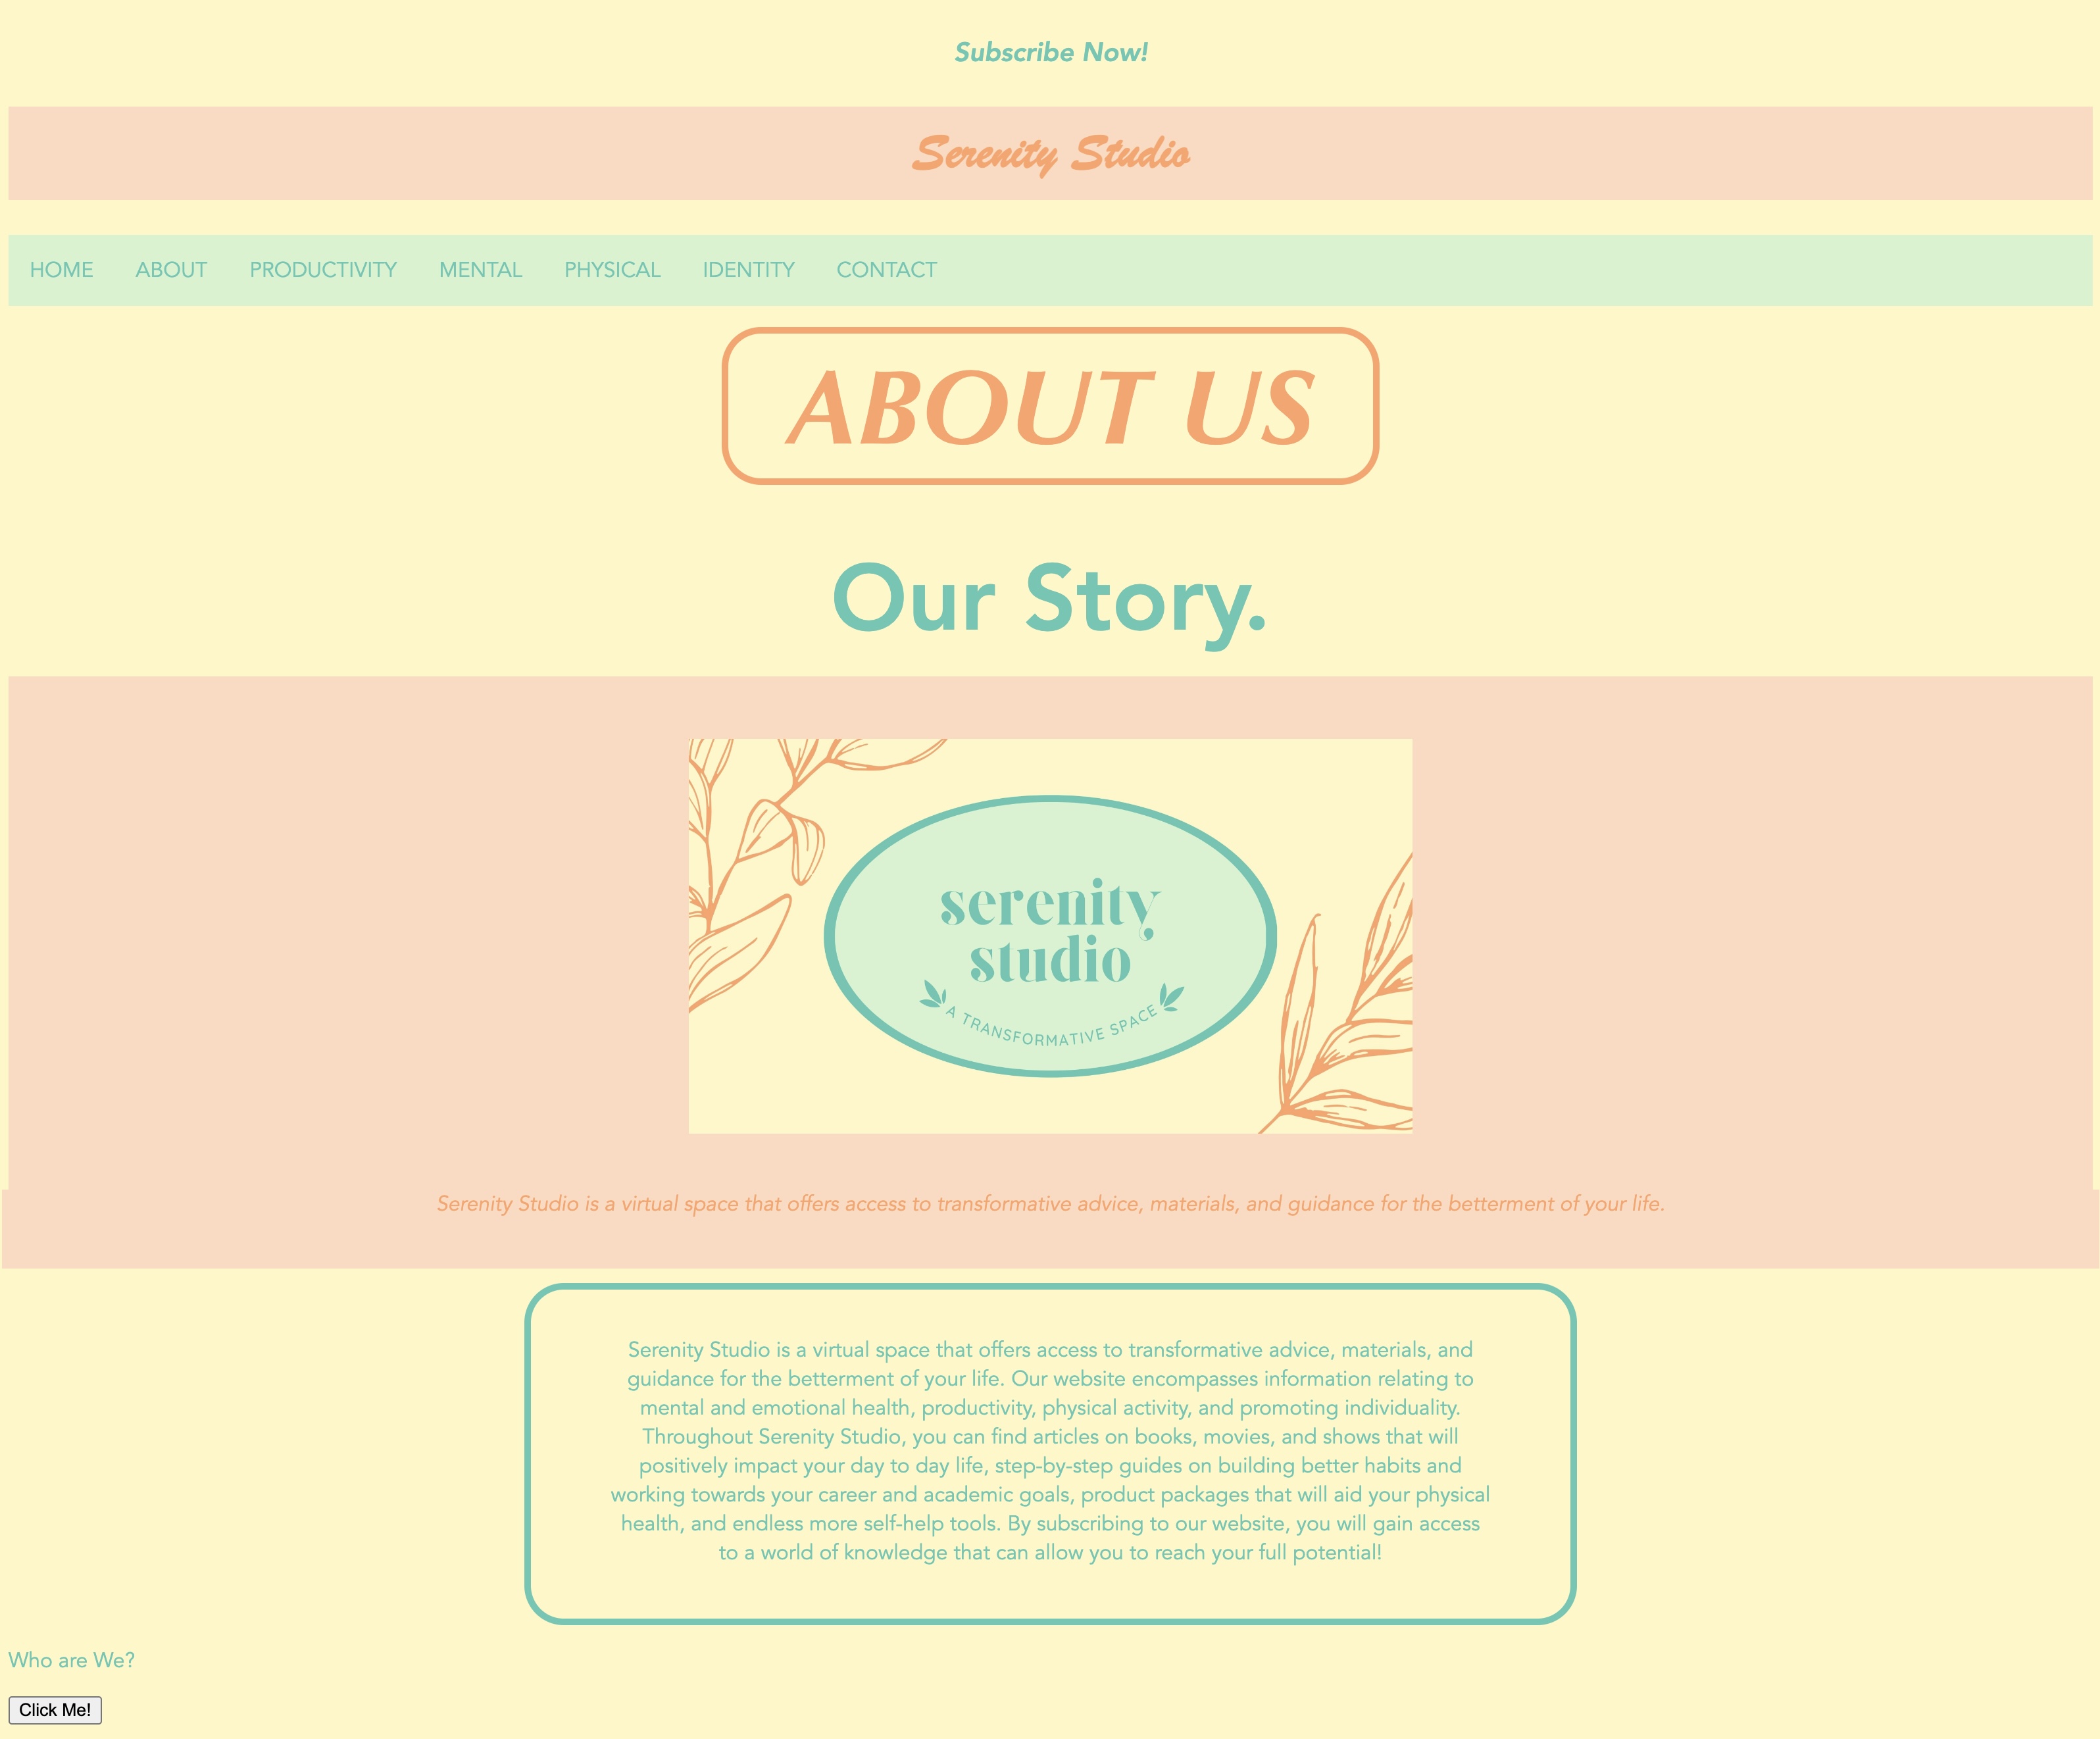 Subscribe Now!
Serenity Studio
HOME ABOUT PRODUCTIVITY MENTAL PHYSICAL IDENTITY CONTACT
ABOUT US
Our Story.
serenity
studio
A TRANSFORMATIVE SPACE
Serenity Studio is a virtual space that offers access to transformative advice, materials, and guidance for the betterment of your life.
Serenity Studio is a virtual space that offers access to transformative advice, materials, and
guidance for the betterment of your life. Our website encompasses information relating to
mental and emotional health, productivity, physical activity, and promoting individuality.
Throughout Serenity Studio, you can find articles on books, movies, and shows that will
positively impact your day to day life, step-by-step guides on building better habits and
working towards your career and academic goals, product packages that will aid your physical
health, and endless more self-help tools. By subscribing to our website, you will gain access
to a world of knowledge that can allow you to reach your full potential!
Who are We?
Click Me!